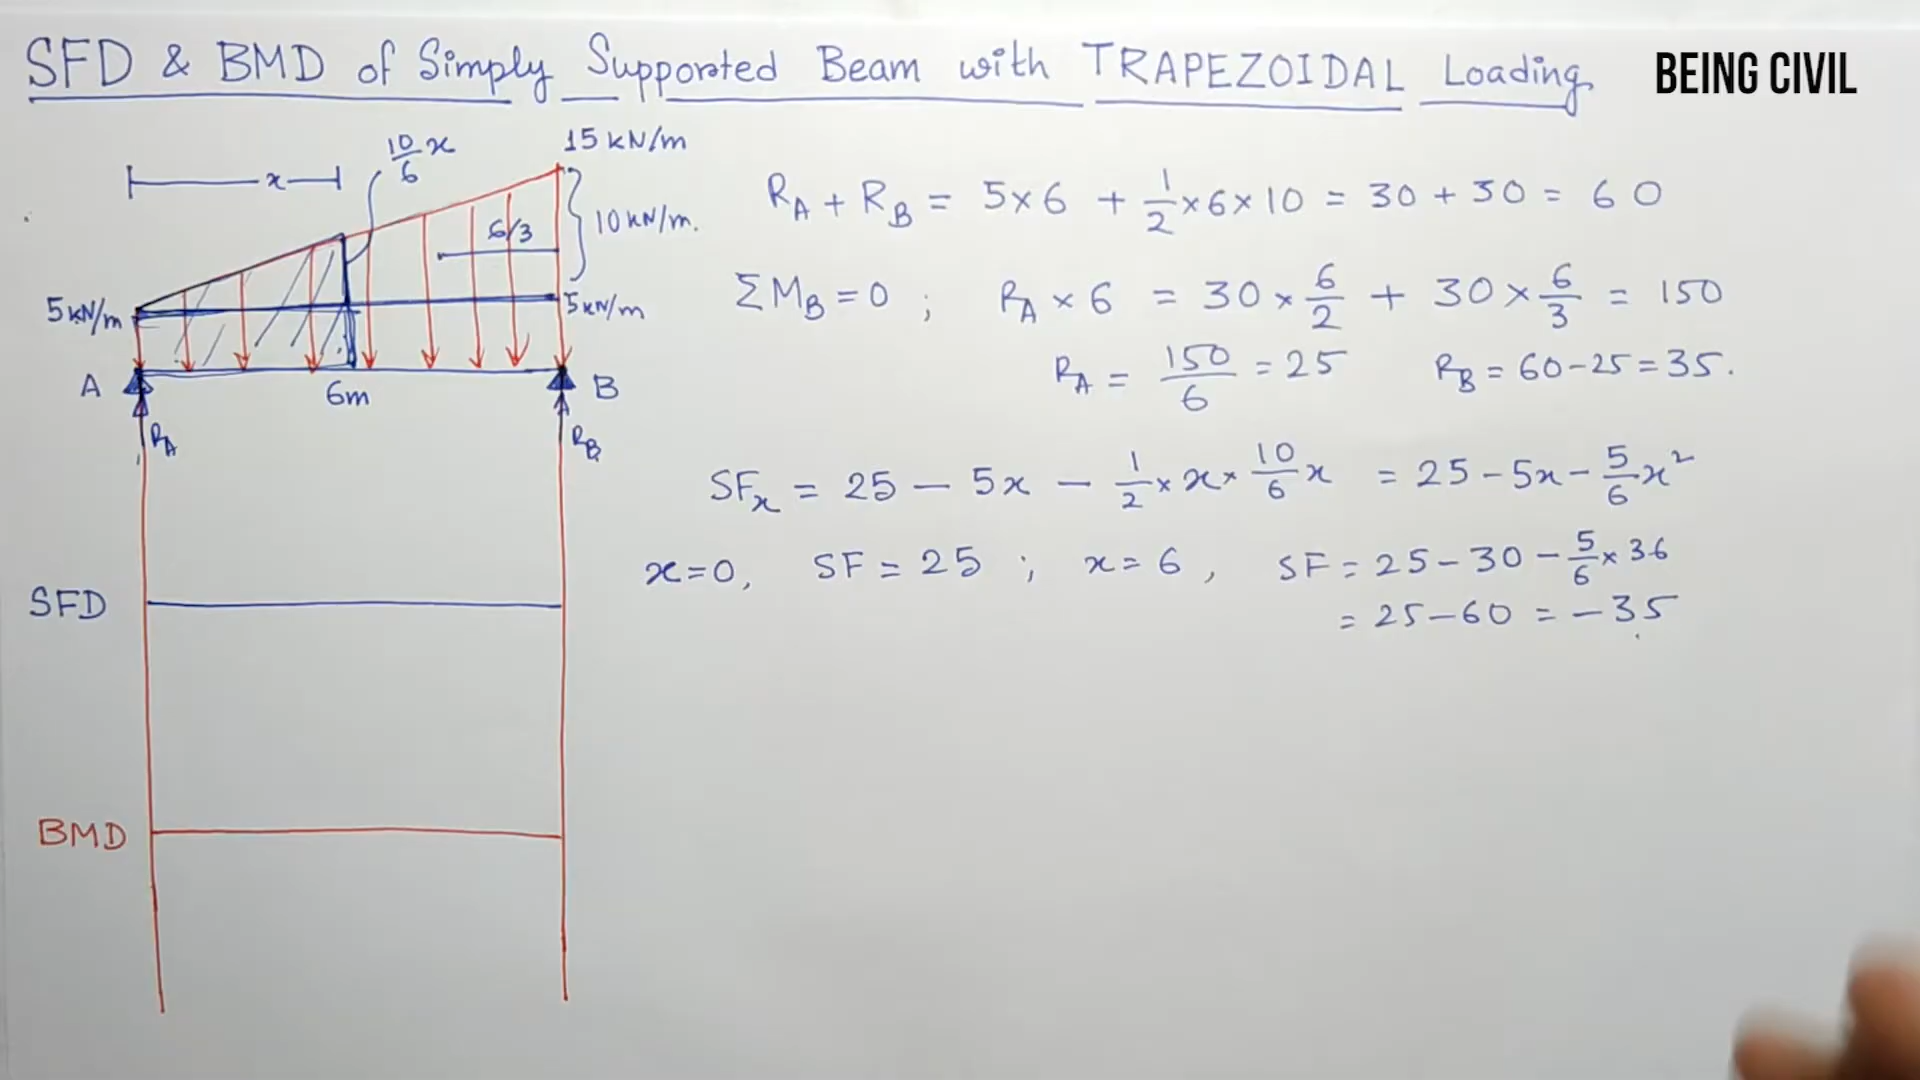 SFD & BMD of Simply Supported Beam with TRAPEZOIDAL Loading
BEING CIVIL
10/6 x
15 kN/m
x
6/3
10 kN/m.
5 kN/m
5 kN/m
A
6m
B
RA
RB
SFD
BMD
RA + RB = 5×6 + 1/2 × 6 × 10 = 30 + 30 = 60
ΣMB = 0 ; RA × 6 = 30 × 6/2 + 30 × 6/3 = 150
RA = 150/6 = 25 RB = 60 - 25 = 35.
SFx = 25 - 5x - 1/2 × x × 10/6 x = 25 - 5x - 5/6 x²
x=0, SF = 25 ; x = 6, SF = 25 - 30 - 5/6 × 36
= 25 - 60 = - 35